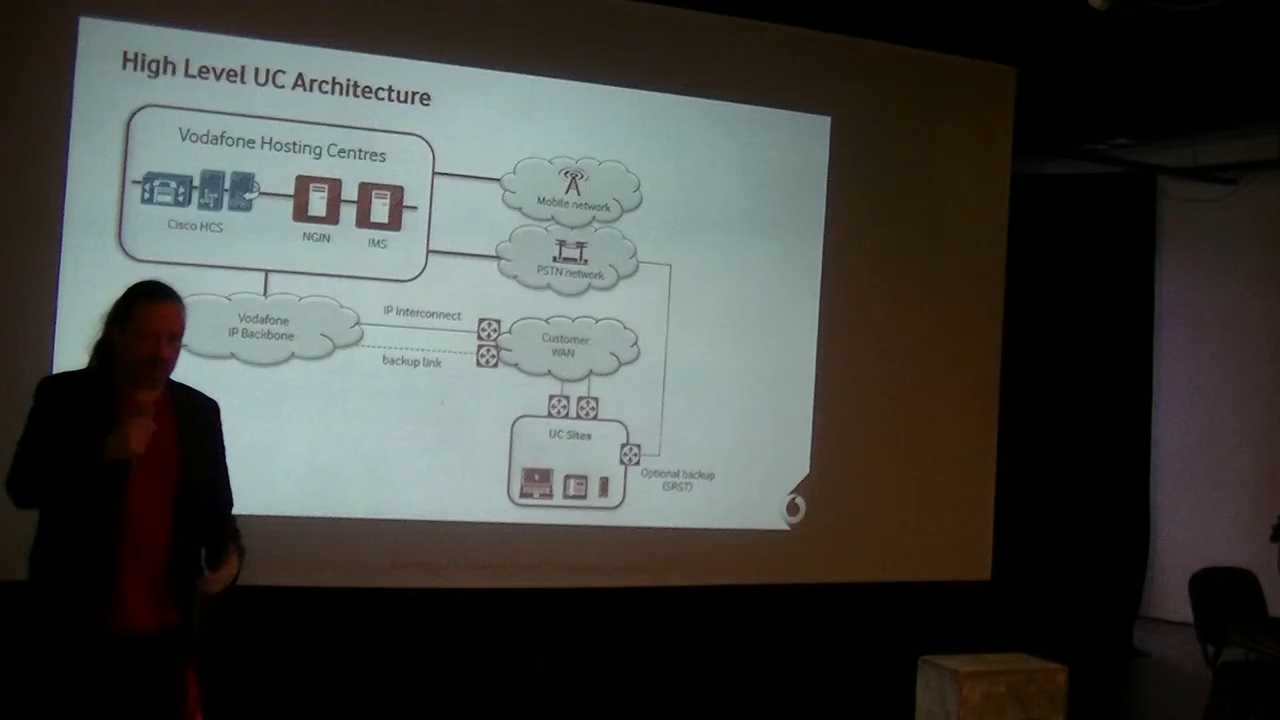 High Level UC Architecture
Vodafone Hosting Centres
Cisco HCS
NGIN
IMS
Mobile network
PSTN network
Vodafone
IP Backbone
IP Interconnect
backup link
Customer
WAN
UC Sites
Optional backup
(SRST)